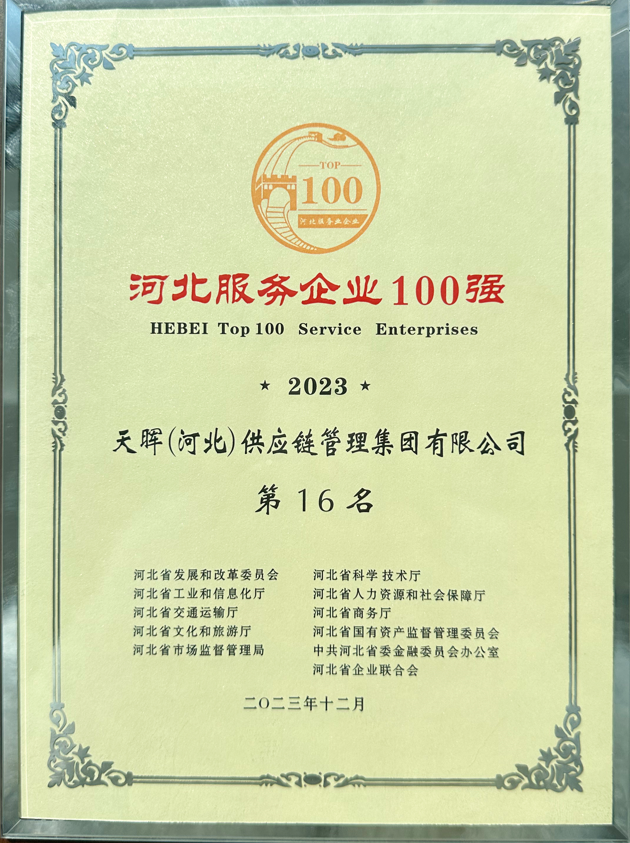 TOP
100
河北服务业企业
河北服务企业100强
HEBEI Top 100 Service Enterprises
★ 2023 ★
天晖(河北)供应链管理集团有限公司
第16名
河北省发展和改革委员会
河北省工业和信息化厅
河北省交通运输厅
河北省文化和旅游厅
河北省市场监督管理局
河北省科学技术厅
河北省人力资源和社会保障厅
河北省商务厅
河北省国有资产监督管理委员会
中共河北省委金融委员会办公室
河北省企业联合会
二〇二三年十二月